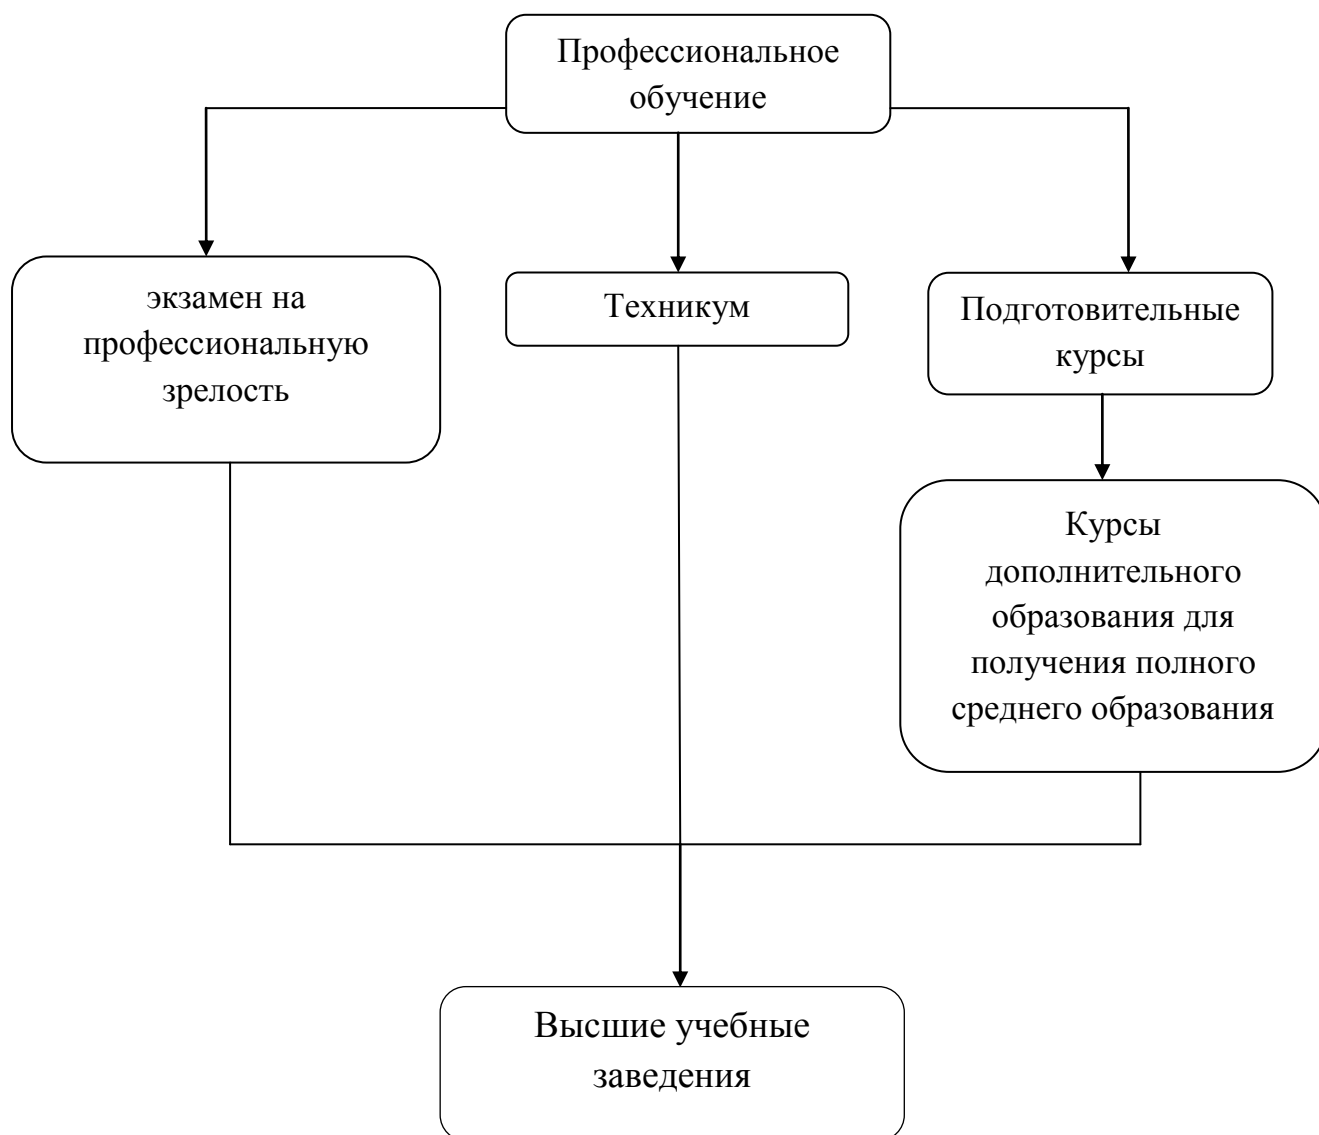 Профессиональное
обучение
экзамен на
профессиональную
зрелость
Техникум
Подготовительные
курсы
Курсы
дополнительного
образования для
получения полного
среднего образования
Высшие учебные
заведения